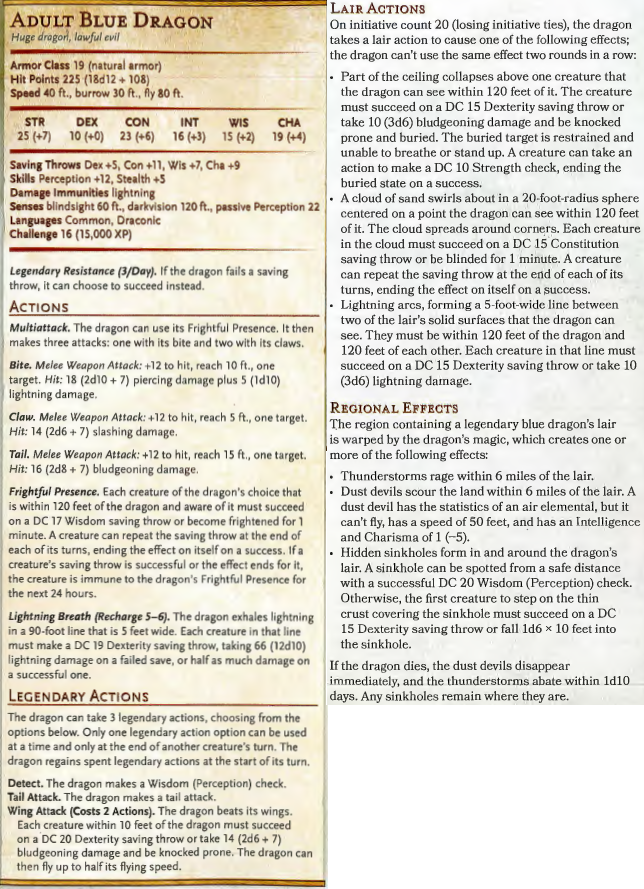 ADULT BLUE DRAGON
Huge dragon, lawful evil
Armor Class 19 (natural armor)
Hit Points 225 (18d12 + 108)
Speed 40 ft., burrow 30 ft., fly 80 ft.
STR DEX CON INT WIS CHA
25 (+7) 10 (+0) 23 (+6) 16 (+3) 15 (+2) 19 (+4)
Saving Throws Dex +5, Con +11, Wis +7, Cha +9
Skills Perception +12, Stealth +5
Damage Immunities lightning
Senses blindsight 60 ft., darkvision 120 ft., passive Perception 22
Languages Common, Draconic
Challenge 16 (15,000 XP)
Legendary Resistance (3/Day). If the dragon fails a saving
throw, it can choose to succeed instead.
ACTIONS
Multiattack. The dragon can use its Frightful Presence. It then
makes three attacks: one with its bite and two with its claws.
Bite. Melee Weapon Attack: +12 to hit, reach 10 ft., one
target. Hit: 18 (2d10 + 7) piercing damage plus 5 (1d10)
lightning damage.
Claw. Melee Weapon Attack: +12 to hit, reach 5 ft., one target.
Hit: 14 (2d6 + 7) slashing damage.
Tail. Melee Weapon Attack: +12 to hit, reach 15 ft., one target.
Hit: 16 (2d8 + 7) bludgeoning damage.
Frightful Presence. Each creature of the dragon's choice that
is within 120 feet of the dragon and aware of it must succeed
on a DC 17 Wisdom saving throw or become frightened for 1
minute. A creature can repeat the saving throw at the end of
each of its turns, ending the effect on itself on a success. If a
creature's saving throw is successful or the effect ends for it,
the creature is immune to the dragon's Frightful Presence for
the next 24 hours.
Lightning Breath (Recharge 5–6). The dragon exhales lightning
in a 90-foot line that is 5 feet wide. Each creature in that line
must make a DC 19 Dexterity saving throw, taking 66 (12d10)
lightning damage on a failed save, or half as much damage on
a successful one.
LEGENDARY ACTIONS
The dragon can take 3 legendary actions, choosing from the
options below. Only one legendary action option can be used
at a time and only at the end of another creature's turn. The
dragon regains spent legendary actions at the start of its turn.
Detect. The dragon makes a Wisdom (Perception) check.
Tail Attack. The dragon makes a tail attack.
Wing Attack (Costs 2 Actions). The dragon beats its wings.
Each creature within 10 feet of the dragon must succeed
on a DC 20 Dexterity saving throw or take 14 (2d6 + 7)
bludgeoning damage and be knocked prone. The dragon can
then fly up to half its flying speed.
LAIR ACTIONS
On initiative count 20 (losing initiative ties), the dragon
takes a lair action to cause one of the following effects;
the dragon can't use the same effect two rounds in a row:
• Part of the ceiling collapses above one creature that
the dragon can see within 120 feet of it. The creature
must succeed on a DC 15 Dexterity saving throw or
take 10 (3d6) bludgeoning damage and be knocked
prone and buried. The buried target is restrained and
unable to breathe or stand up. A creature can take an
action to make a DC 10 Strength check, ending the
buried state on a success.
• A cloud of sand swirls about in a 20-foot-radius sphere
centered on a point the dragon can see within 120 feet
of it. The cloud spreads around corners. Each creature
in the cloud must succeed on a DC 15 Constitution
saving throw or be blinded for 1 minute. A creature
can repeat the saving throw at the end of each of its
turns, ending the effect on itself on a success.
• Lightning arcs, forming a 5-foot-wide line between
two of the lair's solid surfaces that the dragon can
see. They must be within 120 feet of the dragon and
120 feet of each other. Each creature in that line must
succeed on a DC 15 Dexterity saving throw or take 10
(3d6) lightning damage.
REGIONAL EFFECTS
The region containing a legendary blue dragon's lair
is warped by the dragon's magic, which creates one or
more of the following effects:
• Thunderstorms rage within 6 miles of the lair.
• Dust devils scour the land within 6 miles of the lair. A
dust devil has the statistics of an air elemental, but it
can't fly, has a speed of 50 feet, and has an Intelligence
and Charisma of 1 (−5).
• Hidden sinkholes form in and around the dragon's
lair. A sinkhole can be spotted from a safe distance
with a successful DC 20 Wisdom (Perception) check.
Otherwise, the first creature to step on the thin
crust covering the sinkhole must succeed on a DC
15 Dexterity saving throw or fall 1d6 × 10 feet into
the sinkhole.
If the dragon dies, the dust devils disappear
immediately, and the thunderstorms abate within 1d10
days. Any sinkholes remain where they are.